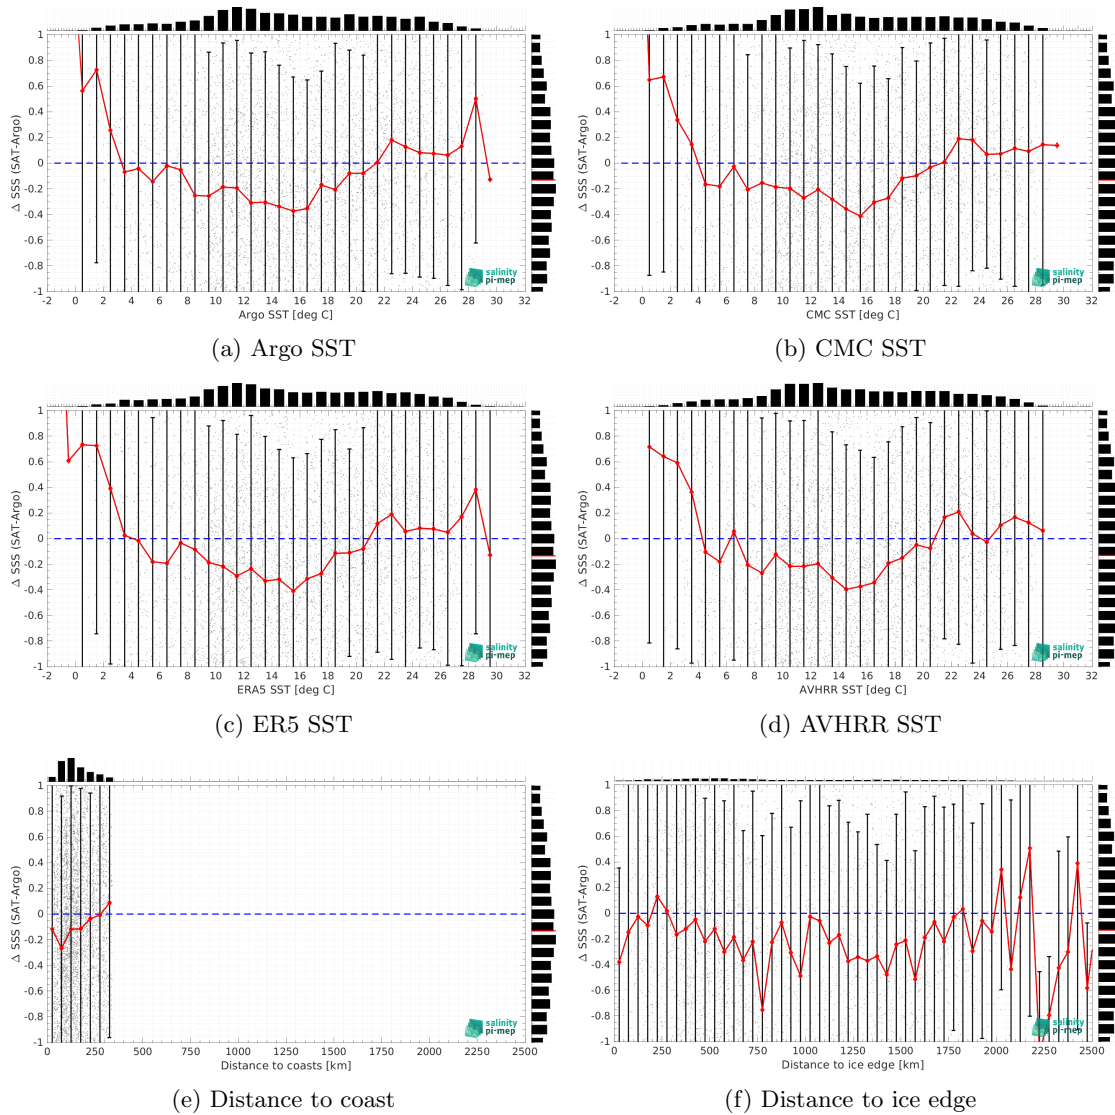 1
0.8
0.6
0.4
0.2
0
-0.2
-0.4
-0.6
-0.8
-1
Δ SSS (SAT-Argo)
-2 0 2 4 6 8 10 12 14 16 18 20 22 24 26 28 30 32
Argo SST [deg C]
salinity
pi-mep
(a) Argo SST
1
0.8
0.6
0.4
0.2
0
-0.2
-0.4
-0.6
-0.8
-1
Δ SSS (SAT-Argo)
-2 0 2 4 6 8 10 12 14 16 18 20 22 24 26 28 30 32
CMC SST [deg C]
salinity
pi-mep
(b) CMC SST
1
0.8
0.6
0.4
0.2
0
-0.2
-0.4
-0.6
-0.8
-1
Δ SSS (SAT-Argo)
-2 0 2 4 6 8 10 12 14 16 18 20 22 24 26 28 30 32
ERA5 SST [deg C]
salinity
pi-mep
(c) ER5 SST
1
0.8
0.6
0.4
0.2
0
-0.2
-0.4
-0.6
-0.8
-1
Δ SSS (SAT-Argo)
-2 0 2 4 6 8 10 12 14 16 18 20 22 24 26 28 30 32
AVHRR SST [deg C]
salinity
pi-mep
(d) AVHRR SST
1
0.8
0.6
0.4
0.2
0
-0.2
-0.4
-0.6
-0.8
-1
Δ SSS (SAT-Argo)
0 250 500 750 1000 1250 1500 1750 2000 2250 2500
Distance to coasts [km]
salinity
pi-mep
(e) Distance to coast
1
0.8
0.6
0.4
0.2
0
-0.2
-0.4
-0.6
-0.8
-1
Δ SSS (SAT-Argo)
0 250 500 750 1000 1250 1500 1750 2000 2250 2500
Distance to ice edge [km]
salinity
pi-mep
(f) Distance to ice edge